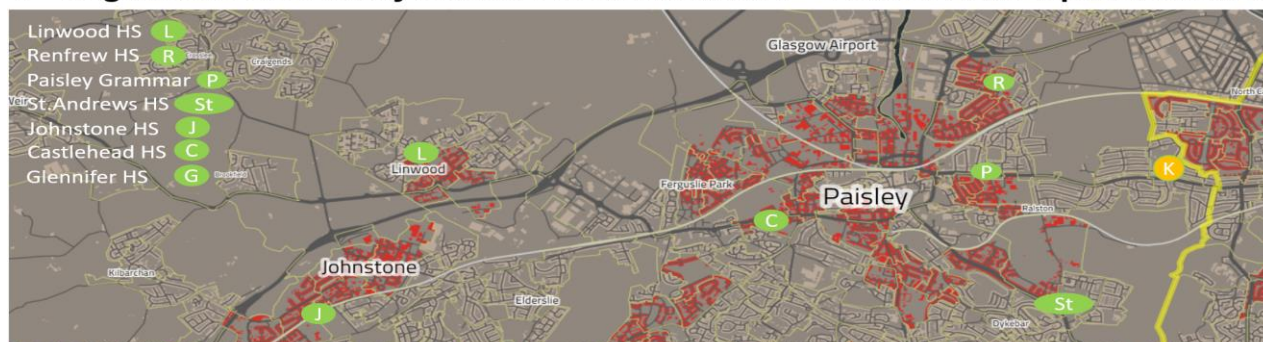 Linwood HS L
Renfrew HS R
Paisley Grammar P
St.Andrews HS St
Johnstone HS J
Castlehead HS C
Glennifer HS G
Craigends
Glasgow Airport
R
L
Linwood
Brookfield
Ferguslie Park
P
K
Paisley
Ralston
C
Kilbarchan
Johnstone
Elderslie
J
St
Dykebar